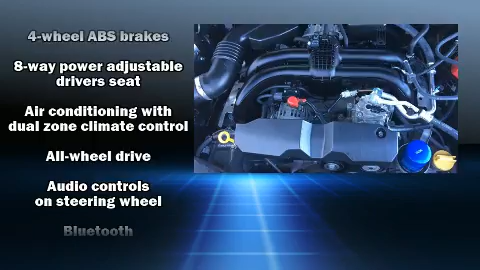 4-wheel ABS brakes
8-way power adjustable
drivers seat
Air conditioning with
dual zone climate control
All-wheel drive
Audio controls
on steering wheel
Bluetooth